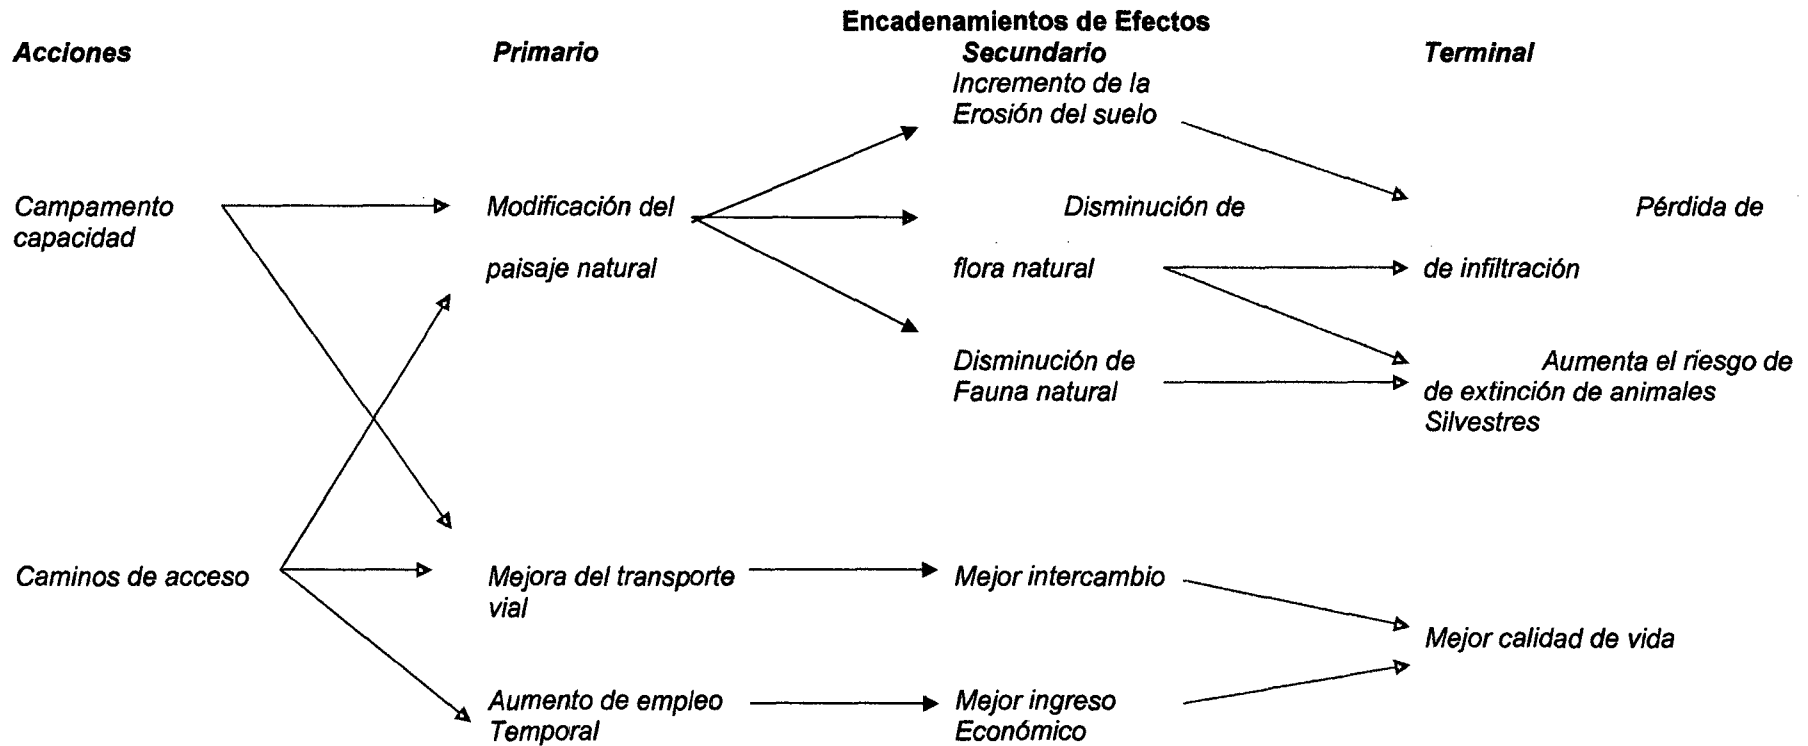 Encadenamientos de Efectos
Acciones Primario Secundario Terminal
Incremento de la
Erosión del suelo
Campamento Modificación del Disminución de Pérdida de
capacidad
paisaje natural flora natural de infiltración
Disminución de Aumenta el riesgo de
Fauna natural de extinción de animales
Silvestres
Caminos de acceso Mejora del transporte Mejor intercambio
vial
Mejor calidad de vida
Aumento de empleo Mejor ingreso
Temporal Económico